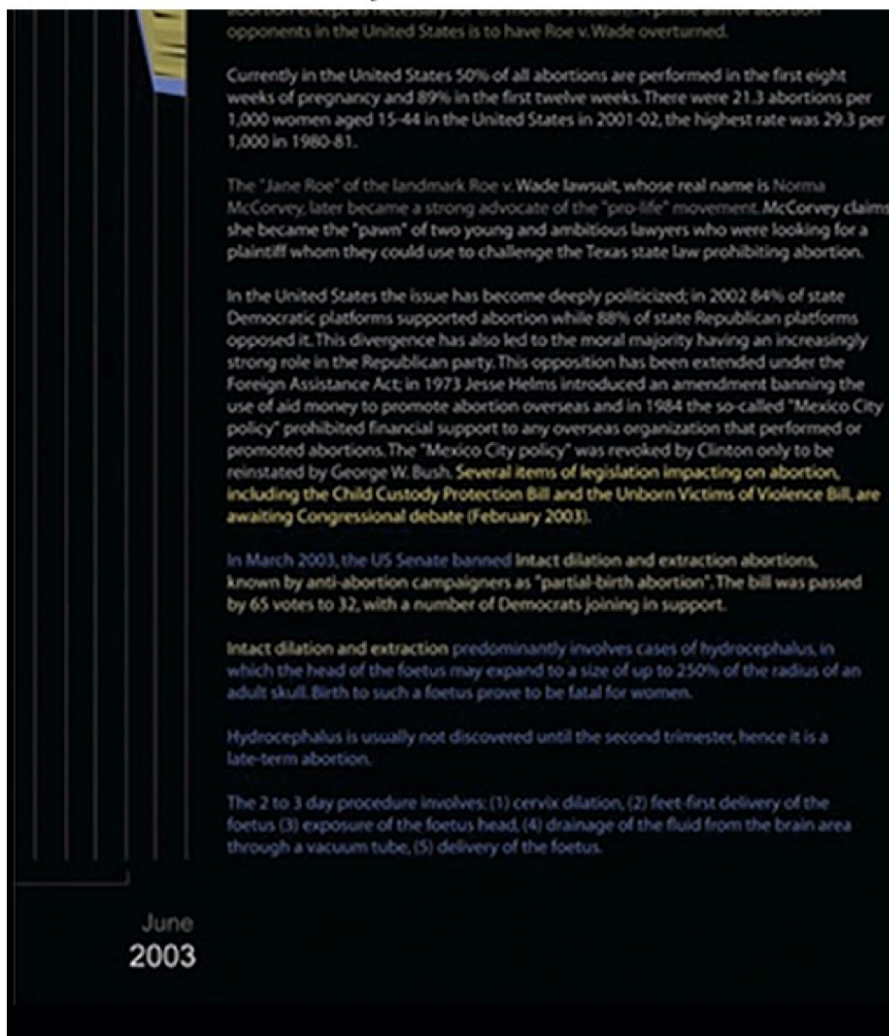 abortion except as necessary for the mother's health). A prime aim of abortion
opponents in the United States is to have Roe v. Wade overturned.
Currently in the United States 50% of all abortions are performed in the first eight
weeks of pregnancy and 89% in the first twelve weeks. There were 21.3 abortions per
1,000 women aged 15-44 in the United States in 2001-02, the highest rate was 29.3 per
1,000 in 1980-81.
The "Jane Roe" of the landmark Roe v. Wade lawsuit, whose real name is Norma
McCorvey, later became a strong advocate of the "pro-life" movement. McCorvey claims
she became the "pawn" of two young and ambitious lawyers who were looking for a
plaintiff whom they could use to challenge the Texas state law prohibiting abortion.
In the United States the issue has become deeply politicized; in 2002 84% of state
Democratic platforms supported abortion while 88% of state Republican platforms
opposed it. This divergence has also led to the moral majority having an increasingly
strong role in the Republican party. This opposition has been extended under the
Foreign Assistance Act; in 1973 Jesse Helms introduced an amendment banning the
use of aid money to promote abortion overseas and in 1984 the so-called "Mexico City
policy" prohibited financial support to any overseas organization that performed or
promoted abortions. The "Mexico City policy" was revoked by Clinton only to be
reinstated by George W. Bush. Several items of legislation impacting on abortion,
including the Child Custody Protection Bill and the Unborn Victims of Violence Bill, are
awaiting Congressional debate (February 2003).
In March 2003, the US Senate banned Intact dilation and extraction abortions,
known by anti-abortion campaigners as "partial-birth abortion". The bill was passed
by 65 votes to 32, with a number of Democrats joining in support.
Intact dilation and extraction predominantly involves cases of hydrocephalus, in
which the head of the foetus may expand to a size of up to 250% of the radius of an
adult skull. Birth to such a foetus prove to be fatal for women.
Hydrocephalus is usually not discovered until the second trimester, hence it is a
late-term abortion.
The 2 to 3 day procedure involves: (1) cervix dilation, (2) feet-first delivery of the
foetus (3) exposure of the foetus head, (4) drainage of the fluid from the brain area
through a vacuum tube, (5) delivery of the foetus.
June
2003